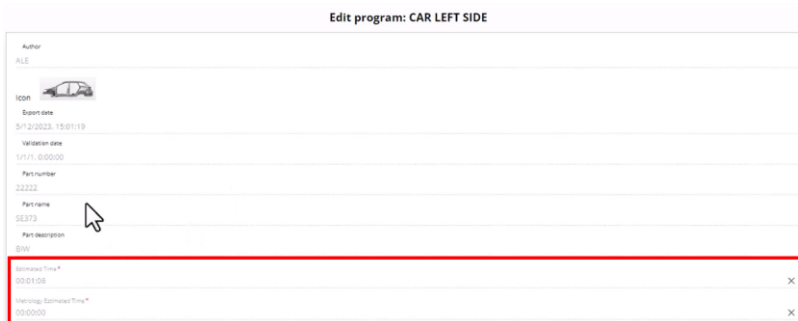 Edit program: CAR LEFT SIDE
Author
ALE
Icon
Export date
5/12/2023, 15:01:19
Validation date
1/1/1, 0:00:00
Part number
22222
Part name
SE373
Part description
BIW
Estimated Time *
00:01:06
Metrology Estimated Time *
00:00:00